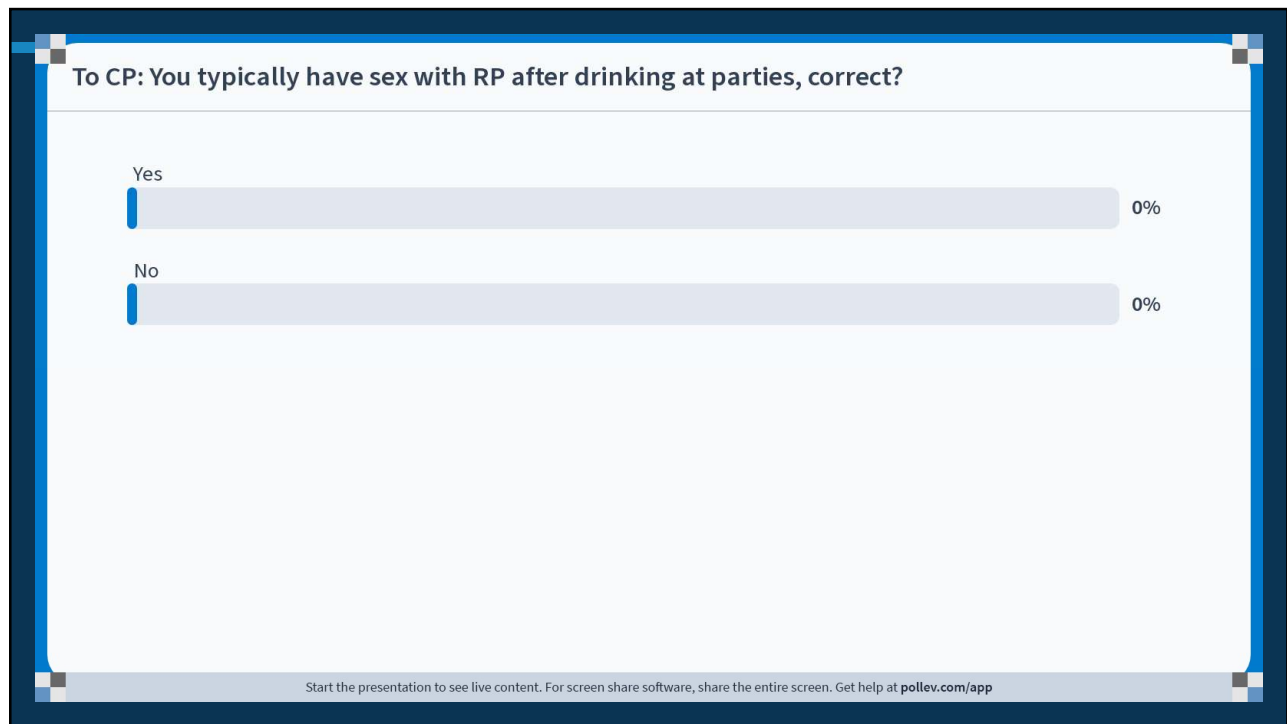 To CP: You typically have sex with RP after drinking at parties, correct?
Yes
0%
No
0%
Start the presentation to see live content. For screen share software, share the entire screen. Get help at pollev.com/app